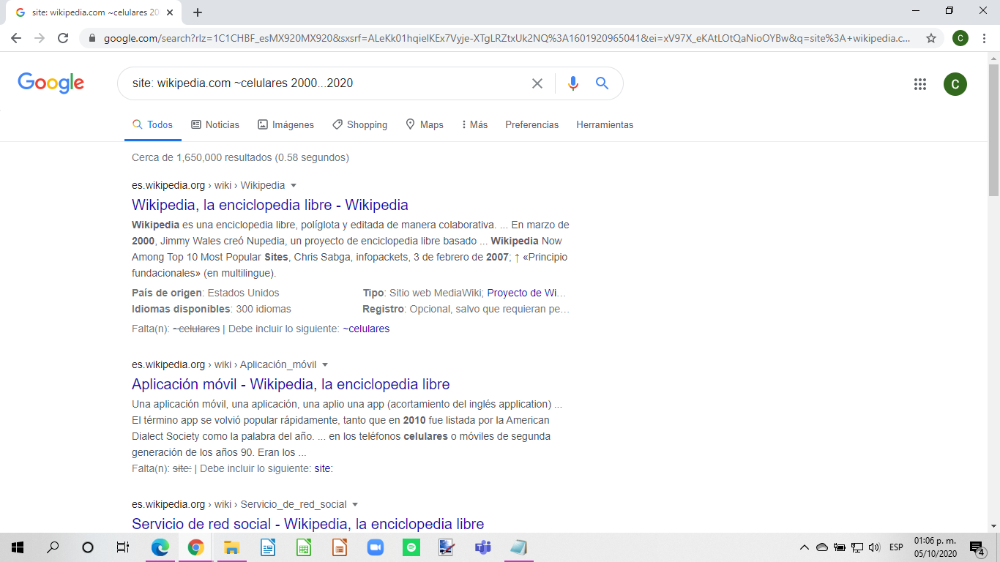 site: wikipedia.com ~celulares 20
google.com/search?rlz=1C1CHBF_esMX920MX920&sxsrf=ALeKk01hqielKEx7Vyje-XTgLRZtxUk2NQ%3A1601920965041&ei=xV97X_eKAtLOtQaNioOYBw&q=site%3A+wikipedia.c...
C
Google
site: wikipedia.com ~celulares 2000...2020
C
Todos
Noticias
Imágenes
Shopping
Maps
Más
Preferencias
Herramientas
Cerca de 1,650,000 resultados (0.58 segundos)
es.wikipedia.org › wiki › Wikipedia
Wikipedia, la enciclopedia libre - Wikipedia
Wikipedia es una enciclopedia libre, políglota y editada de manera colaborativa. ... En marzo de
2000, Jimmy Wales creó Nupedia, un proyecto de enciclopedia libre basado ... Wikipedia Now
Among Top 10 Most Popular Sites, Chris Sabga, infopackets, 3 de febrero de 2007; ↑ «Principio
fundacionales» (en multilingue).
País de origen: Estados Unidos
Tipo: Sitio web MediaWiki; Proyecto de Wi...
Idiomas disponibles: 300 idiomas
Registro: Opcional, salvo que requieran pe...
Falta(n): ~celulares | Debe incluir lo siguiente: ~celulares
es.wikipedia.org › wiki › Aplicación_móvil
Aplicación móvil - Wikipedia, la enciclopedia libre
Una aplicación móvil, una aplicación, una aplio una app (acortamiento del inglés application) ...
El término app se volvió popular rápidamente, tanto que en 2010 fue listada por la American
Dialect Society como la palabra del año. ... en los teléfonos celulares o móviles de segunda
generación de los años 90. Eran los ...
Falta(n): site: | Debe incluir lo siguiente: site:
es.wikipedia.org › wiki › Servicio_de_red_social
Servicio de red social - Wikipedia, la enciclopedia libre
ESP
01:06 p. m.
05/10/2020
4